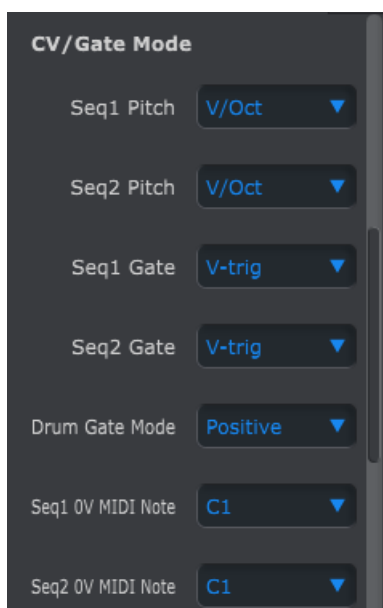 CV/Gate Mode
Seq1 Pitch V/Oct
Seq2 Pitch V/Oct
Seq1 Gate V-trig
Seq2 Gate V-trig
Drum Gate Mode Positive
Seq1 0V MIDI Note C1
Seq2 0V MIDI Note C1